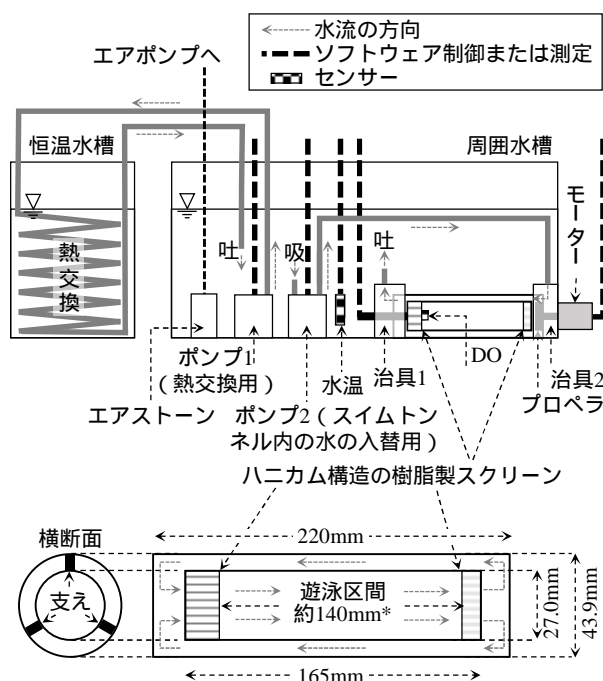 水流の方向
ソフトウェア制御または測定
センサー
エアポンプへ
恒温水槽
周囲水槽
モーター
吐
吸
吐
熱交換
ポンプ1
(熱交換用)
水温
治具1
DO
治具2
プロペラ
エアストーン
ポンプ2(スイムトン
ネル内の水の入替用)
ハニカム構造の樹脂製スクリーン
220mm
横断面
支え
遊泳区間
約140mm*
27.0mm
43.9mm
165mm